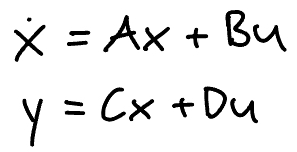 ẋ = Ax + Bu
y = Cx + Du